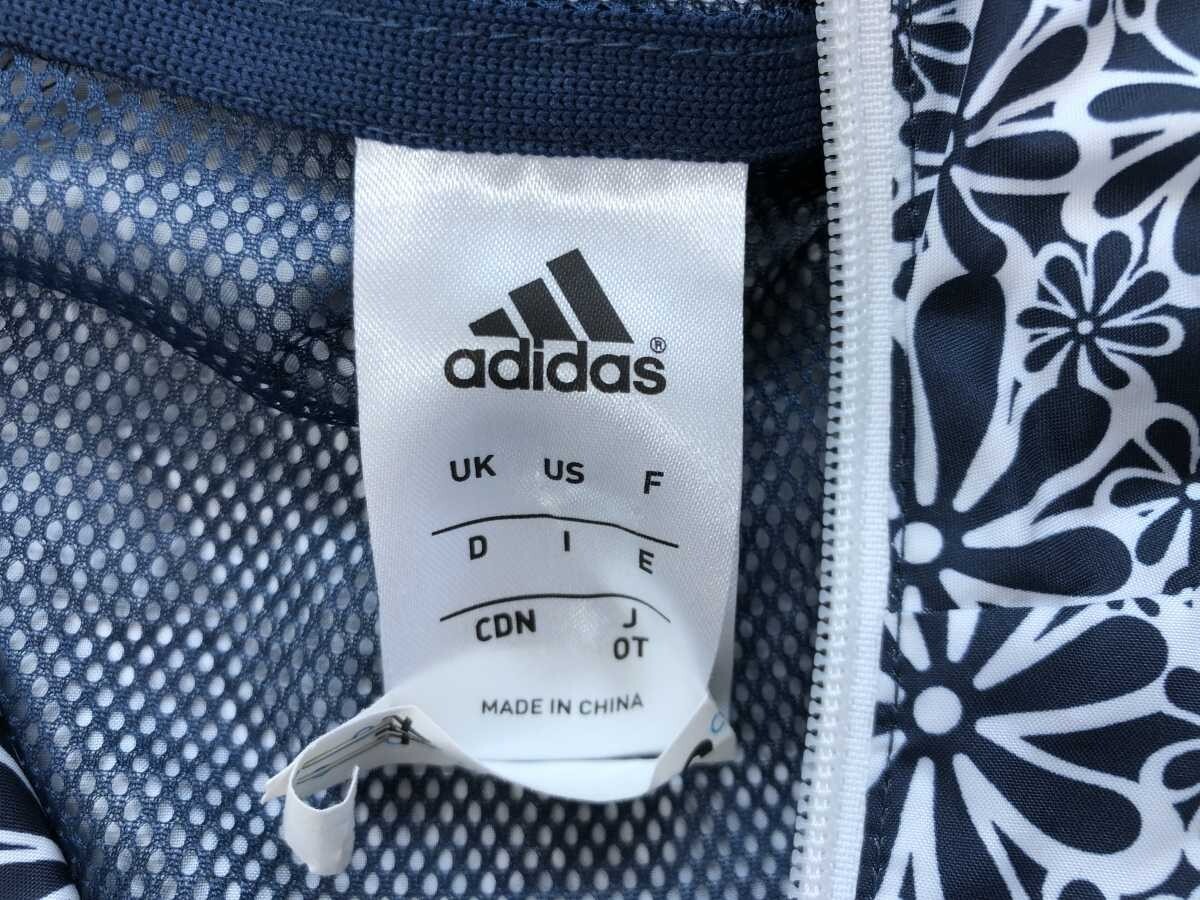 adidas®
UK US F
D I E
CDN J
OT
MADE IN CHINA